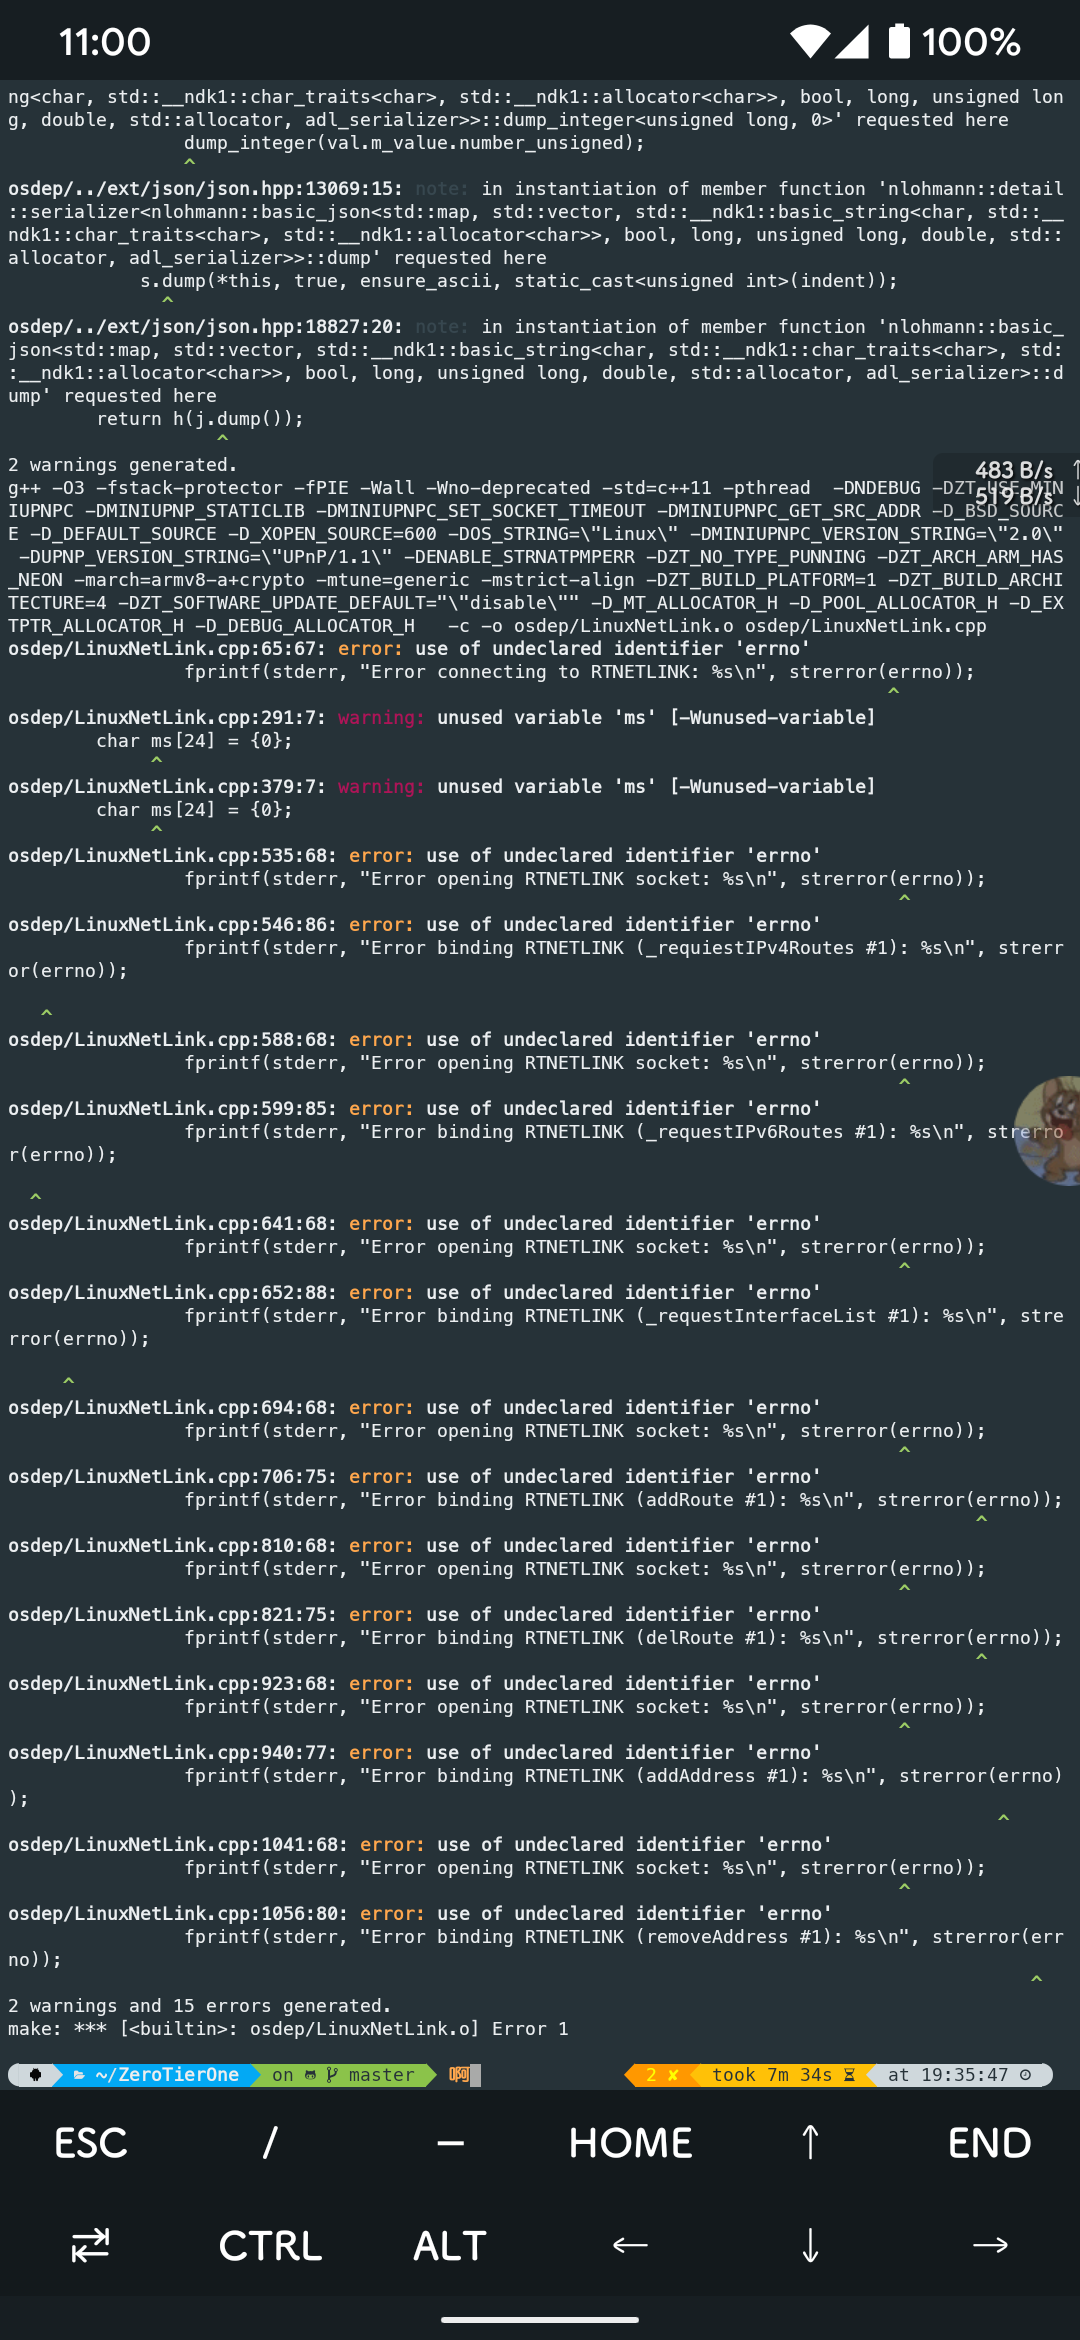 11:00 100%
ng<char, std::__ndk1::char_traits<char>, std::__ndk1::allocator<char>>, bool, long, unsigned lon
g, double, std::allocator, adl_serializer>>::dump_integer<unsigned long, 0>' requested here
dump_integer(val.m_value.number_unsigned);
^
osdep/../ext/json/json.hpp:13069:15: note: in instantiation of member function 'nlohmann::detail
::serializer<nlohmann::basic_json<std::map, std::vector, std::__ndk1::basic_string<char, std::__
ndk1::char_traits<char>, std::__ndk1::allocator<char>>, bool, long, unsigned long, double, std::
allocator, adl_serializer>>::dump' requested here
s.dump(*this, true, ensure_ascii, static_cast<unsigned int>(indent));
^
osdep/../ext/json/json.hpp:18827:20: note: in instantiation of member function 'nlohmann::basic_
json<std::map, std::vector, std::__ndk1::basic_string<char, std::__ndk1::char_traits<char>, std:
:__ndk1::allocator<char>>, bool, long, unsigned long, double, std::allocator, adl_serializer>::d
ump' requested here
return h(j.dump());
^
2 warnings generated.
483 B/s ↑
g++ -O3 -fstack-protector -fPIE -Wall -Wno-deprecated -std=c++11 -pthread  -DNDEBUG -DZT_USE_MIN
519 B/s ↓
IUPNPC -DMINIUPNP_STATICLIB -DMINIUPNPC_SET_SOCKET_TIMEOUT -DMINIUPNPC_GET_SRC_ADDR -D_BSD_SOURC
E -D_DEFAULT_SOURCE -D_XOPEN_SOURCE=600 -DOS_STRING=\"Linux\" -DMINIUPNPC_VERSION_STRING=\"2.0\"
-DUPNP_VERSION_STRING=\"UPnP/1.1\" -DENABLE_STRNATPMPERR -DZT_NO_TYPE_PUNNING -DZT_ARCH_ARM_HAS
_NEON -march=armv8-a+crypto -mtune=generic -mstrict-align -DZT_BUILD_PLATFORM=1 -DZT_BUILD_ARCHI
TECTURE=4 -DZT_SOFTWARE_UPDATE_DEFAULT="\"disable\"" -D_MT_ALLOCATOR_H -D_POOL_ALLOCATOR_H -D_EX
TPTR_ALLOCATOR_H -D_DEBUG_ALLOCATOR_H   -c -o osdep/LinuxNetLink.o osdep/LinuxNetLink.cpp
osdep/LinuxNetLink.cpp:65:67: error: use of undeclared identifier 'errno'
fprintf(stderr, "Error connecting to RTNETLINK: %s\n", strerror(errno));
^
osdep/LinuxNetLink.cpp:291:7: warning: unused variable 'ms' [-Wunused-variable]
char ms[24] = {0};
^
osdep/LinuxNetLink.cpp:379:7: warning: unused variable 'ms' [-Wunused-variable]
char ms[24] = {0};
^
osdep/LinuxNetLink.cpp:535:68: error: use of undeclared identifier 'errno'
fprintf(stderr, "Error opening RTNETLINK socket: %s\n", strerror(errno));
^
osdep/LinuxNetLink.cpp:546:86: error: use of undeclared identifier 'errno'
fprintf(stderr, "Error binding RTNETLINK (_requiestIPv4Routes #1): %s\n", strerr
or(errno));
^
osdep/LinuxNetLink.cpp:588:68: error: use of undeclared identifier 'errno'
fprintf(stderr, "Error opening RTNETLINK socket: %s\n", strerror(errno));
^
osdep/LinuxNetLink.cpp:599:85: error: use of undeclared identifier 'errno'
fprintf(stderr, "Error binding RTNETLINK (_requestIPv6Routes #1): %s\n", strerro
r(errno));
^
osdep/LinuxNetLink.cpp:641:68: error: use of undeclared identifier 'errno'
fprintf(stderr, "Error opening RTNETLINK socket: %s\n", strerror(errno));
^
osdep/LinuxNetLink.cpp:652:88: error: use of undeclared identifier 'errno'
fprintf(stderr, "Error binding RTNETLINK (_requestInterfaceList #1): %s\n", stre
rror(errno));
^
osdep/LinuxNetLink.cpp:694:68: error: use of undeclared identifier 'errno'
fprintf(stderr, "Error opening RTNETLINK socket: %s\n", strerror(errno));
^
osdep/LinuxNetLink.cpp:706:75: error: use of undeclared identifier 'errno'
fprintf(stderr, "Error binding RTNETLINK (addRoute #1): %s\n", strerror(errno));
^
osdep/LinuxNetLink.cpp:810:68: error: use of undeclared identifier 'errno'
fprintf(stderr, "Error opening RTNETLINK socket: %s\n", strerror(errno));
^
osdep/LinuxNetLink.cpp:821:75: error: use of undeclared identifier 'errno'
fprintf(stderr, "Error binding RTNETLINK (delRoute #1): %s\n", strerror(errno));
^
osdep/LinuxNetLink.cpp:923:68: error: use of undeclared identifier 'errno'
fprintf(stderr, "Error opening RTNETLINK socket: %s\n", strerror(errno));
^
osdep/LinuxNetLink.cpp:940:77: error: use of undeclared identifier 'errno'
fprintf(stderr, "Error binding RTNETLINK (addAddress #1): %s\n", strerror(errno)
);
^
osdep/LinuxNetLink.cpp:1041:68: error: use of undeclared identifier 'errno'
fprintf(stderr, "Error opening RTNETLINK socket: %s\n", strerror(errno));
^
osdep/LinuxNetLink.cpp:1056:80: error: use of undeclared identifier 'errno'
fprintf(stderr, "Error binding RTNETLINK (removeAddress #1): %s\n", strerror(err
no));
^
2 warnings and 15 errors generated.
make: *** [<builtin>: osdep/LinuxNetLink.o] Error 1
~/ZeroTierOne on master 2 ✘ took 7m 34s at 19:35:47
ESC / — HOME ↑ END
⇄ CTRL ALT ← ↓ →